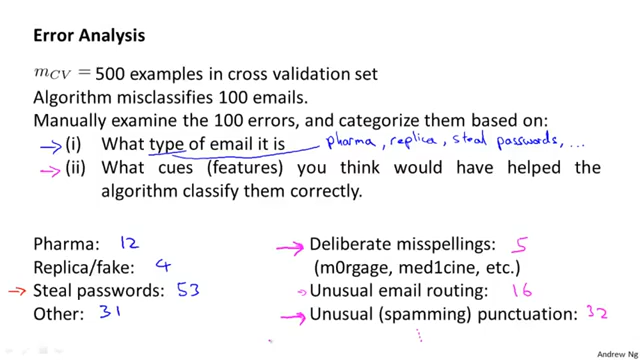 Error Analysis
m_CV = 500 examples in cross validation set
Algorithm misclassifies 100 emails.
Manually examine the 100 errors, and categorize them based on:
→ (i) What type of email it is pharma, replica, steal passwords, ...
→ (ii) What cues (features) you think would have helped the
algorithm classify them correctly.
Pharma: 12
Replica/fake: 4
→ Steal passwords: 53
Other: 31
→ Deliberate misspellings: 5
(m0rgage, med1cine, etc.)
→ Unusual email routing: 16
→ Unusual (spamming) punctuation: 32
⋮
Andrew Ng